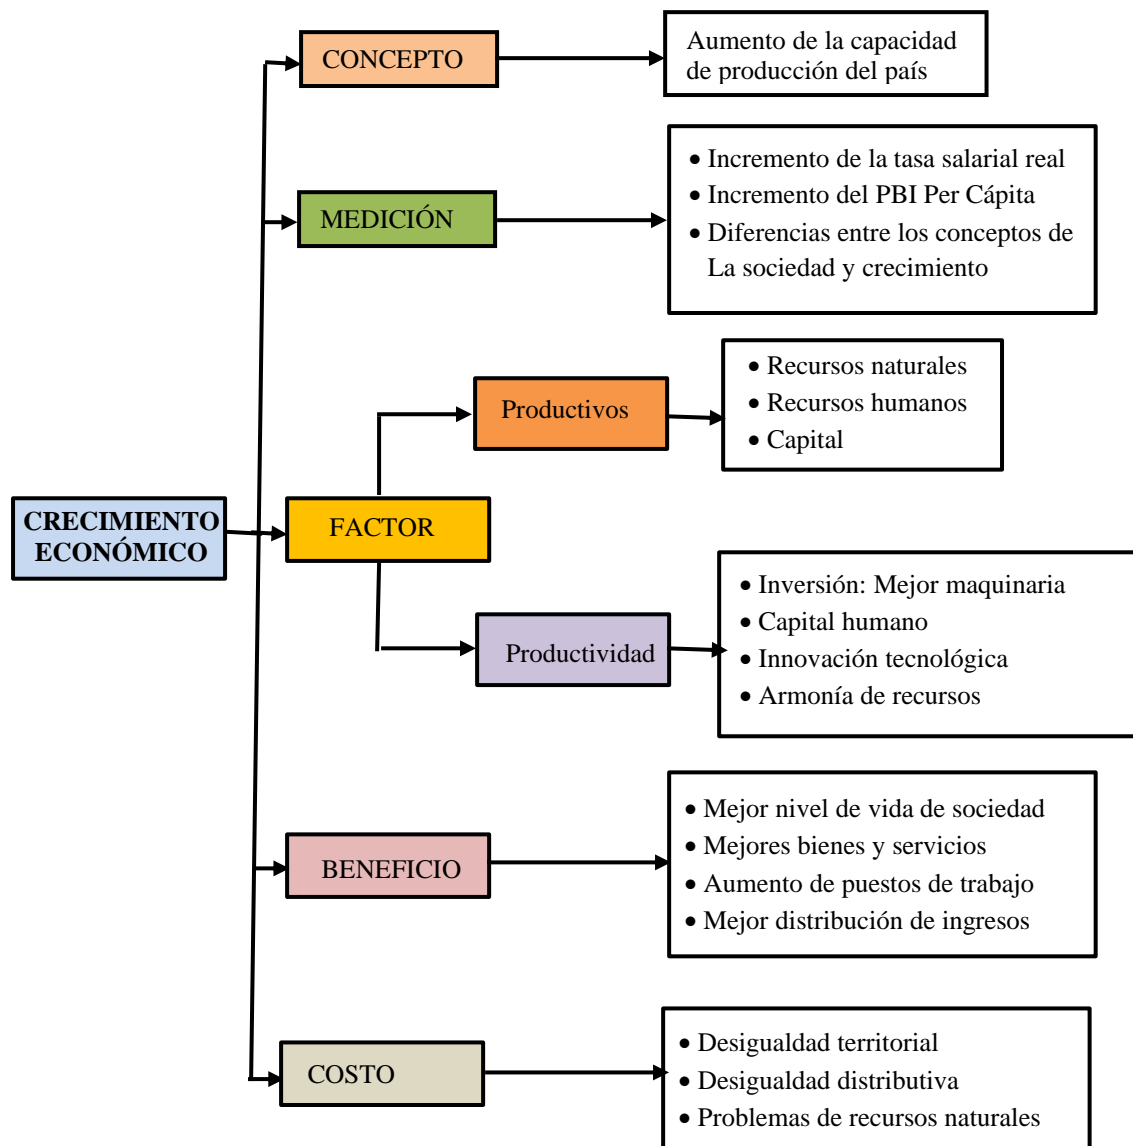 CONCEPTO
Aumento de la capacidad
de producción del país
MEDICIÓN
• Incremento de la tasa salarial real
• Incremento del PBI Per Cápita
• Diferencias entre los conceptos de
La sociedad y crecimiento
CRECIMIENTO
ECONÓMICO
FACTOR
Productivos
• Recursos naturales
• Recursos humanos
• Capital
Productividad
• Inversión: Mejor maquinaria
• Capital humano
• Innovación tecnológica
• Armonía de recursos
BENEFICIO
• Mejor nivel de vida de sociedad
• Mejores bienes y servicios
• Aumento de puestos de trabajo
• Mejor distribución de ingresos
COSTO
• Desigualdad territorial
• Desigualdad distributiva
• Problemas de recursos naturales